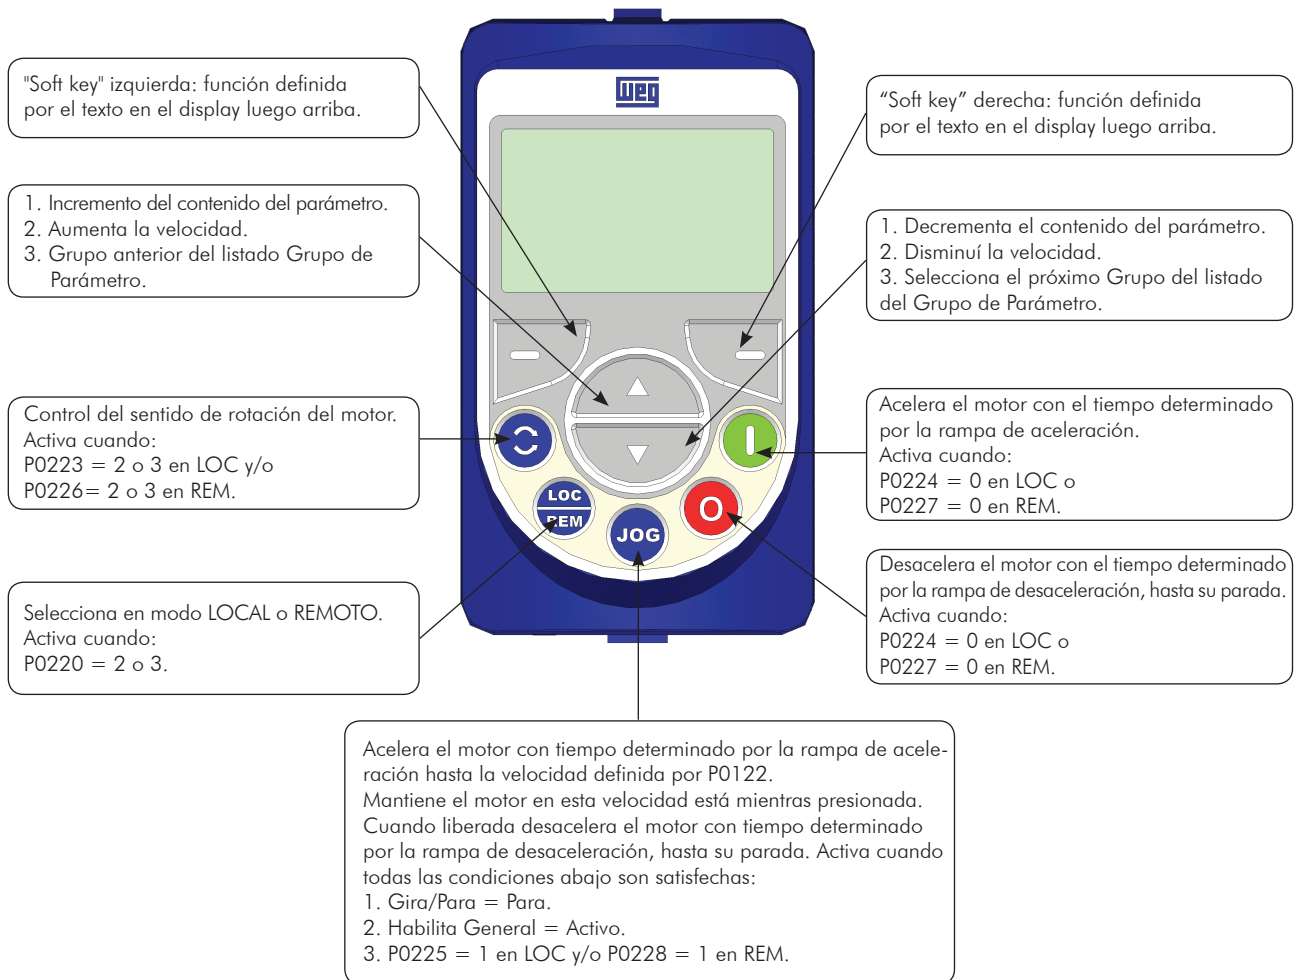 weg
"Soft key" izquierda: función definida
por el texto en el display luego arriba.
“Soft key” derecha: función definida
por el texto en el display luego arriba.
1. Incremento del contenido del parámetro.
2. Aumenta la velocidad.
3. Grupo anterior del listado Grupo de
Parámetro.
1. Decrementa el contenido del parámetro.
2. Disminuí la velocidad.
3. Selecciona el próximo Grupo del listado
del Grupo de Parámetro.
Control del sentido de rotación del motor.
Activa cuando:
P0223 = 2 o 3 en LOC y/o
P0226= 2 o 3 en REM.
Acelera el motor con el tiempo determinado
por la rampa de aceleración.
Activa cuando:
P0224 = 0 en LOC o
P0227 = 0 en REM.
LOC
REM
JOG
Selecciona en modo LOCAL o REMOTO.
Activa cuando:
P0220 = 2 o 3.
Desacelera el motor con el tiempo determinado
por la rampa de desaceleración, hasta su parada.
Activa cuando:
P0224 = 0 en LOC o
P0227 = 0 en REM.
Acelera el motor con tiempo determinado por la rampa de acele-
ración hasta la velocidad definida por P0122.
Mantiene el motor en esta velocidad está mientras presionada.
Cuando liberada desacelera el motor con tiempo determinado
por la rampa de desaceleración, hasta su parada. Activa cuando
todas las condiciones abajo son satisfechas:
1. Gira/Para = Para.
2. Habilita General = Activo.
3. P0225 = 1 en LOC y/o P0228 = 1 en REM.